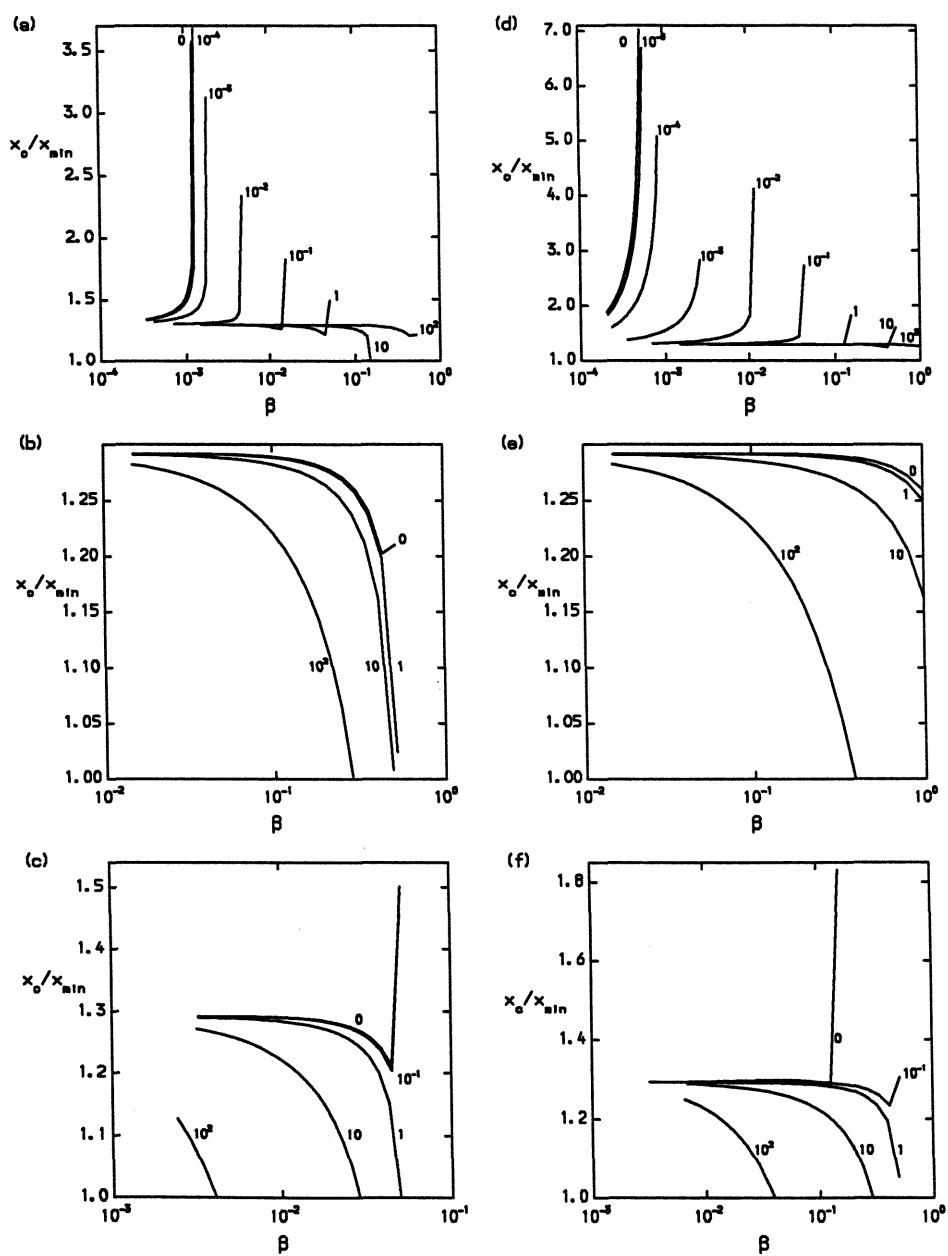 (a)
3.5
3.0
x_c/x_min
2.5
2.0
1.5
1.0
0
10⁻⁴
10⁻³
10⁻²
10⁻¹
1
10
10²
10⁻⁴ 10⁻³ 10⁻² 10⁻¹ 10⁰
β
(d)
7.0
6.0
5.0
x_c/x_min
4.0
3.0
2.0
1.0
0
10⁻⁵
10⁻⁴
10⁻³
10⁻²
10⁻¹
1
10
10²
10⁻⁴ 10⁻³ 10⁻² 10⁻¹ 10⁰
β
(b)
1.25
1.20
x_c/x_min
1.15
1.10
1.05
1.00
0
10²
10
1
10⁻² 10⁻¹ 10⁰
β
(e)
1.25
1.20
x_c/x_min
1.15
1.10
1.05
1.00
0
1
10
10²
10⁻² 10⁻¹ 10⁰
β
(c)
1.5
1.4
x_c/x_min
1.3
1.2
1.1
1.0
0
10⁻¹
10²
10
1
10⁻³ 10⁻² 10⁻¹
β
(f)
1.8
1.6
x_c/x_min
1.4
1.2
1.0
0
10⁻¹
10²
10
1
10⁻³ 10⁻² 10⁻¹ 10⁰
β